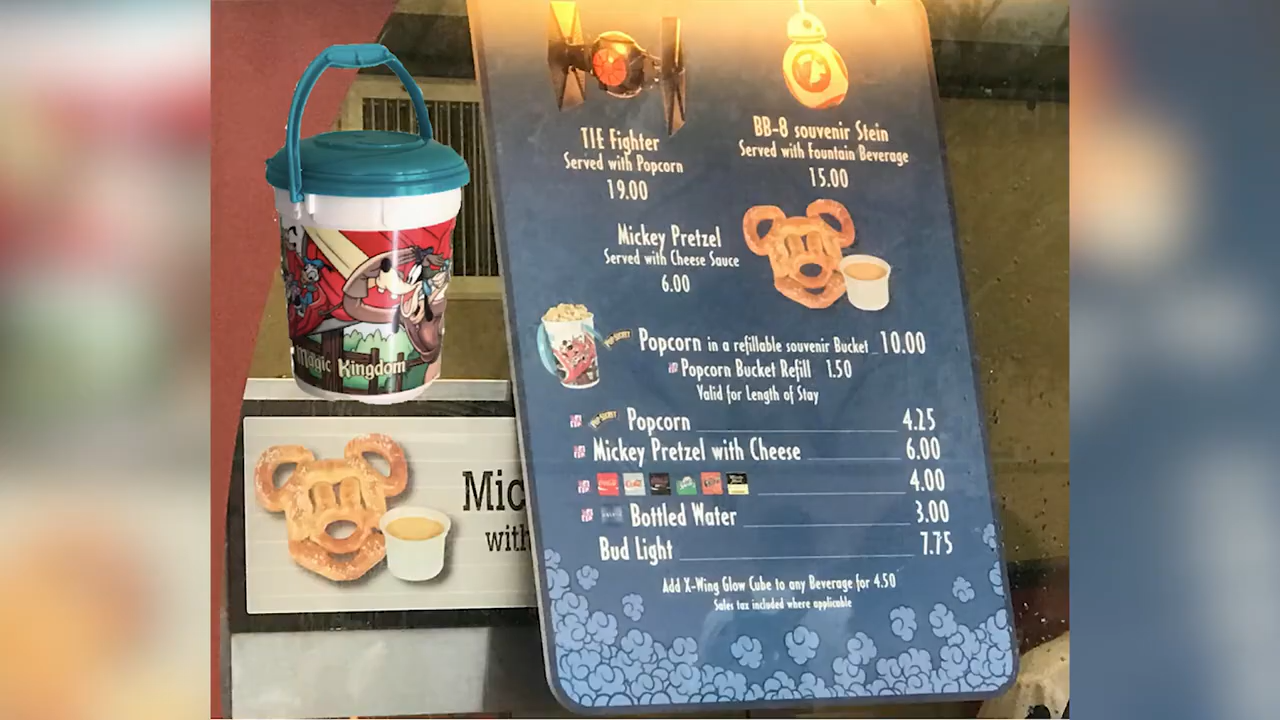 TIE Fighter
Served with Popcorn
19.00
BB-8 souvenir Stein
Served with Fountain Beverage
15.00
Mickey Pretzel
Served with Cheese Sauce
6.00
POP-SECRET Popcorn in a refillable souvenir Bucket 10.00
Popcorn Bucket Refill 1.50
Valid for Length of Stay
POP-SECRET Popcorn 4.25
Mickey Pretzel with Cheese 6.00
4.00
Bottled Water 3.00
Bud Light 7.75
Add X-Wing Glow Cube to any Beverage for 4.50
Sales tax included where applicable
Magic Kingdom
Mic
with